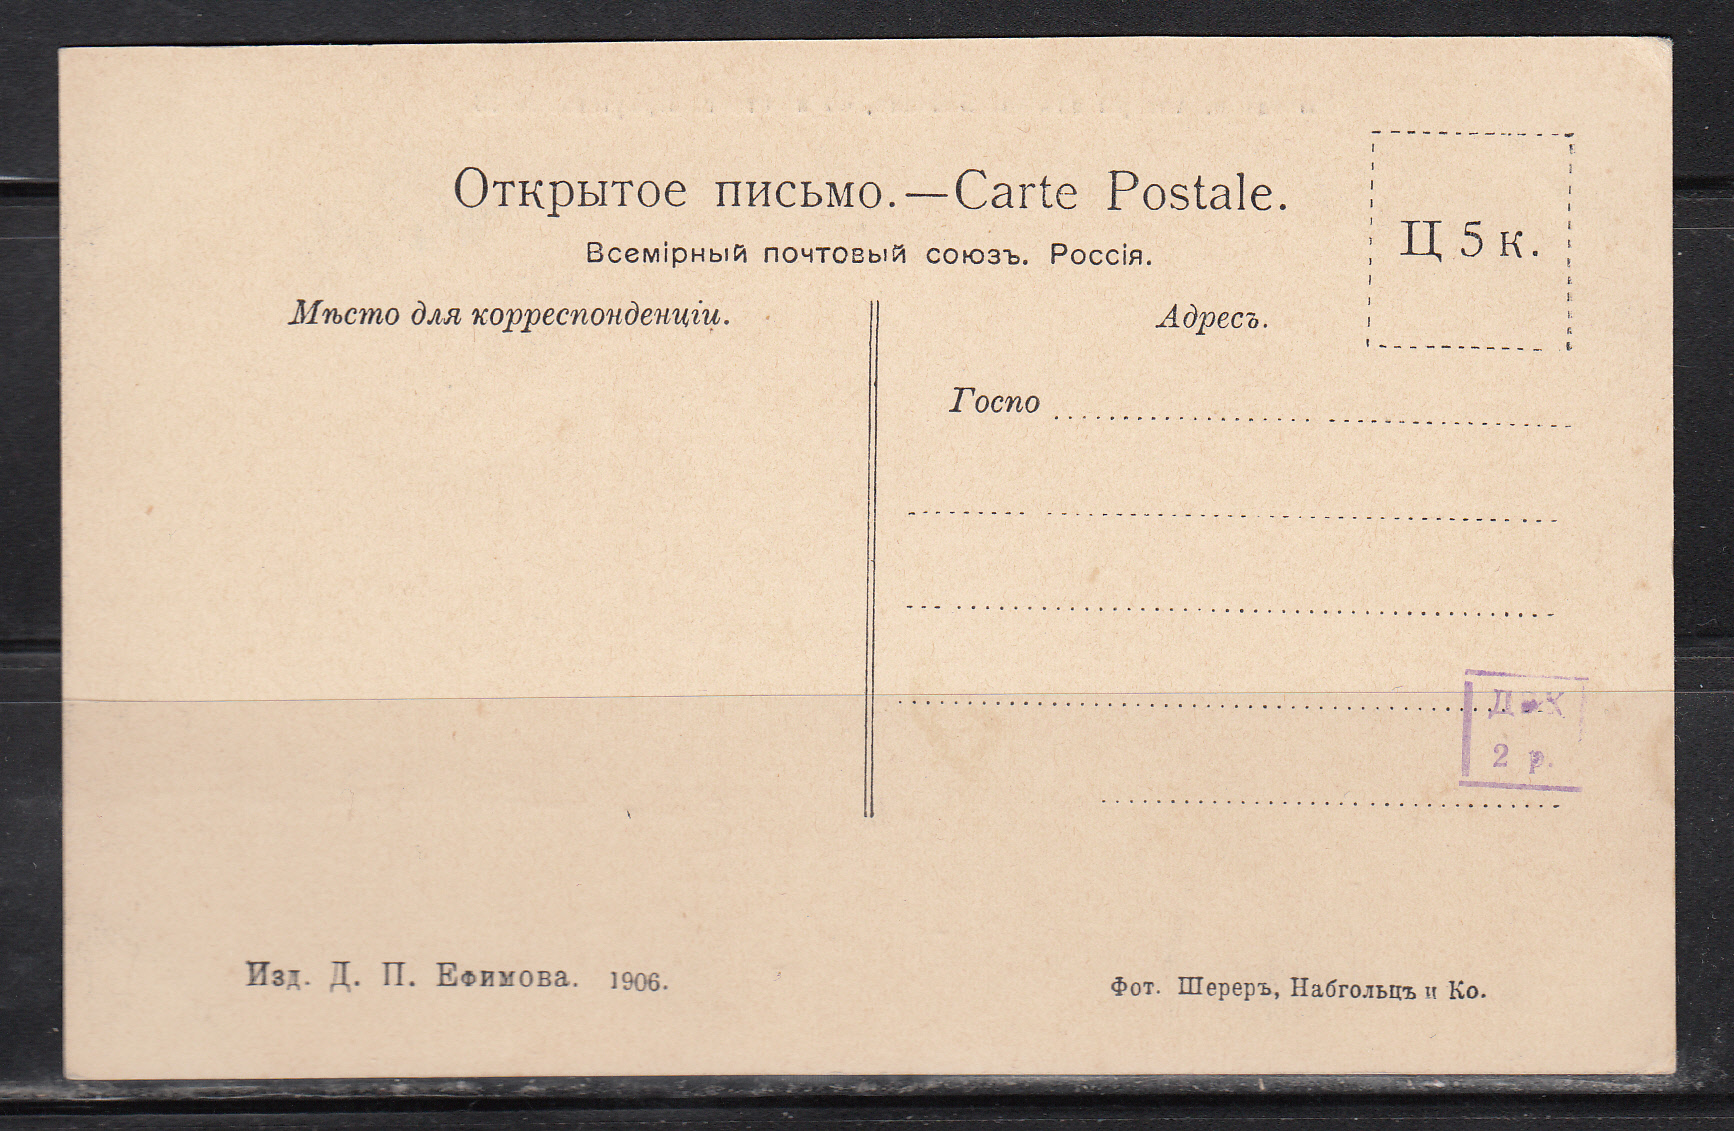 Открытое письмо.—Carte Postale.
Всемірный почтовый союзъ. Россія.
Ц 5 к.
Мѣсто для корреспонденціи.
Адресъ.
Госпо
2 р.
Изд. Д. П. Ефимова. 1906.
Фот. Шереръ, Набгольцъ и Ко.